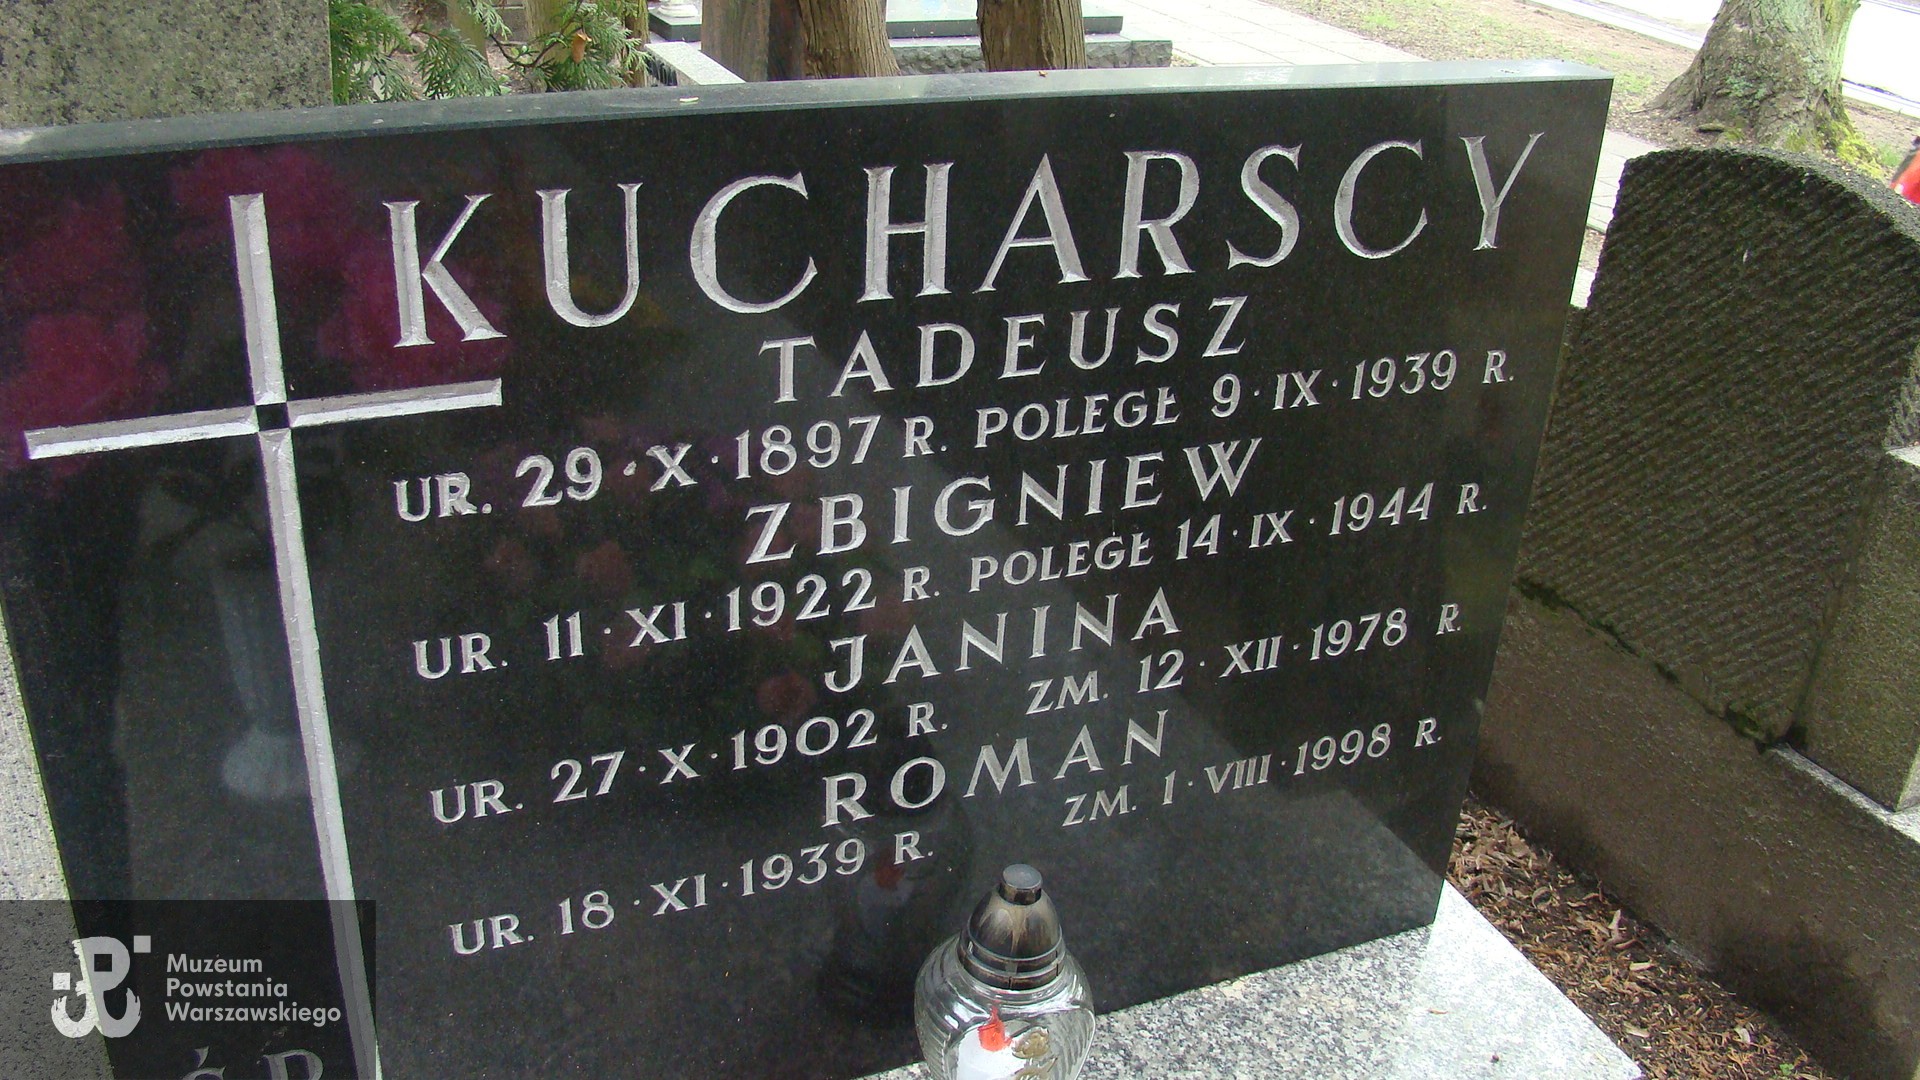 KUCHARSCY
TADEUSZ
UR. 29·X·1897 R. POLEGŁ 9·IX·1939 R.
ZBIGNIEW
UR. 11·XI·1922 R. POLEGŁ 14·IX·1944 R.
JANINA
UR. 27·X·1902 R. ZM. 12·XII·1978 R.
ROMAN
UR. 18·XI·1939 R. ZM. 1·VIII·1998 R.
Muzeum
Powstania
Warszawskiego